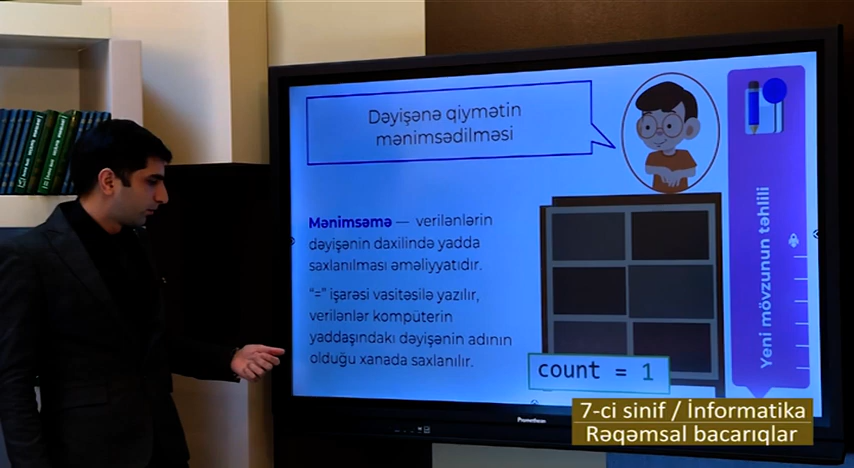 Dəyişənə qiymətin
mənimsədilməsi
Mənimsəmə — verilənlərin
dəyişənin daxilində yadda
saxlanılması əməliyyatıdır.
“=” işarəsi vasitəsilə yazılır,
verilənlər kompüterin
yaddaşındakı dəyişənin adının
olduğu xanada saxlanılır.
count = 1
Yeni mövzunun təhlili
Promethean
7-ci sinif / İnformatika
Rəqəmsal bacarıqlar